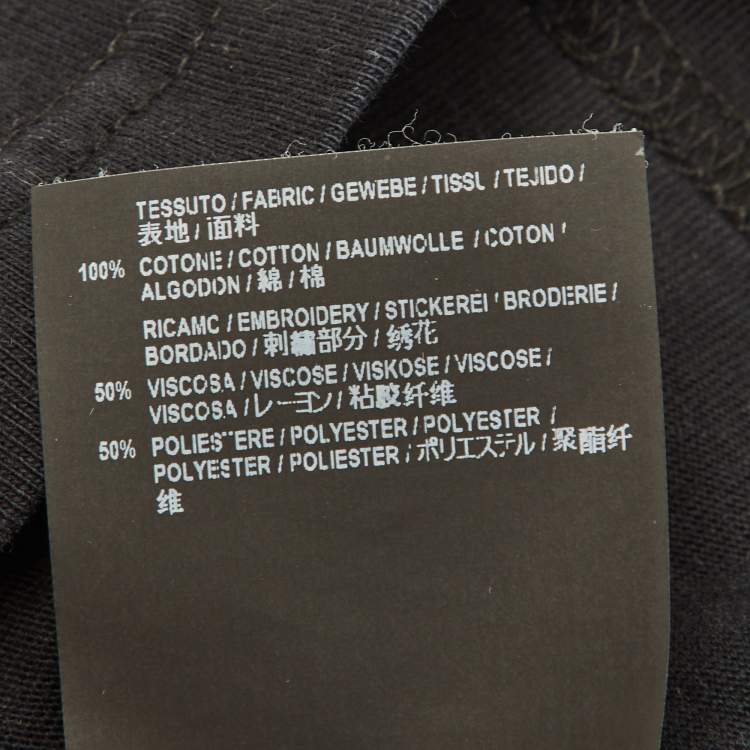 TESSUTO / FABRIC / GEWEBE / TISSU / TEJIDO /
表地 / 面料
100% COTONE / COTTON / BAUMWOLLE / COTON /
ALGODON / 綿 / 棉
RICAMO / EMBROIDERY / STICKEREI / BRODERIE /
BORDADO / 刺繍部分 / 绣花
50% VISCOSA / VISCOSE / VISKOSE / VISCOSE /
VISCOSA / レーヨン / 粘胶纤维
50% POLIESTERE / POLYESTER / POLYESTER /
POLYESTER / POLIESTER / ポリエステル / 聚酯纤
维